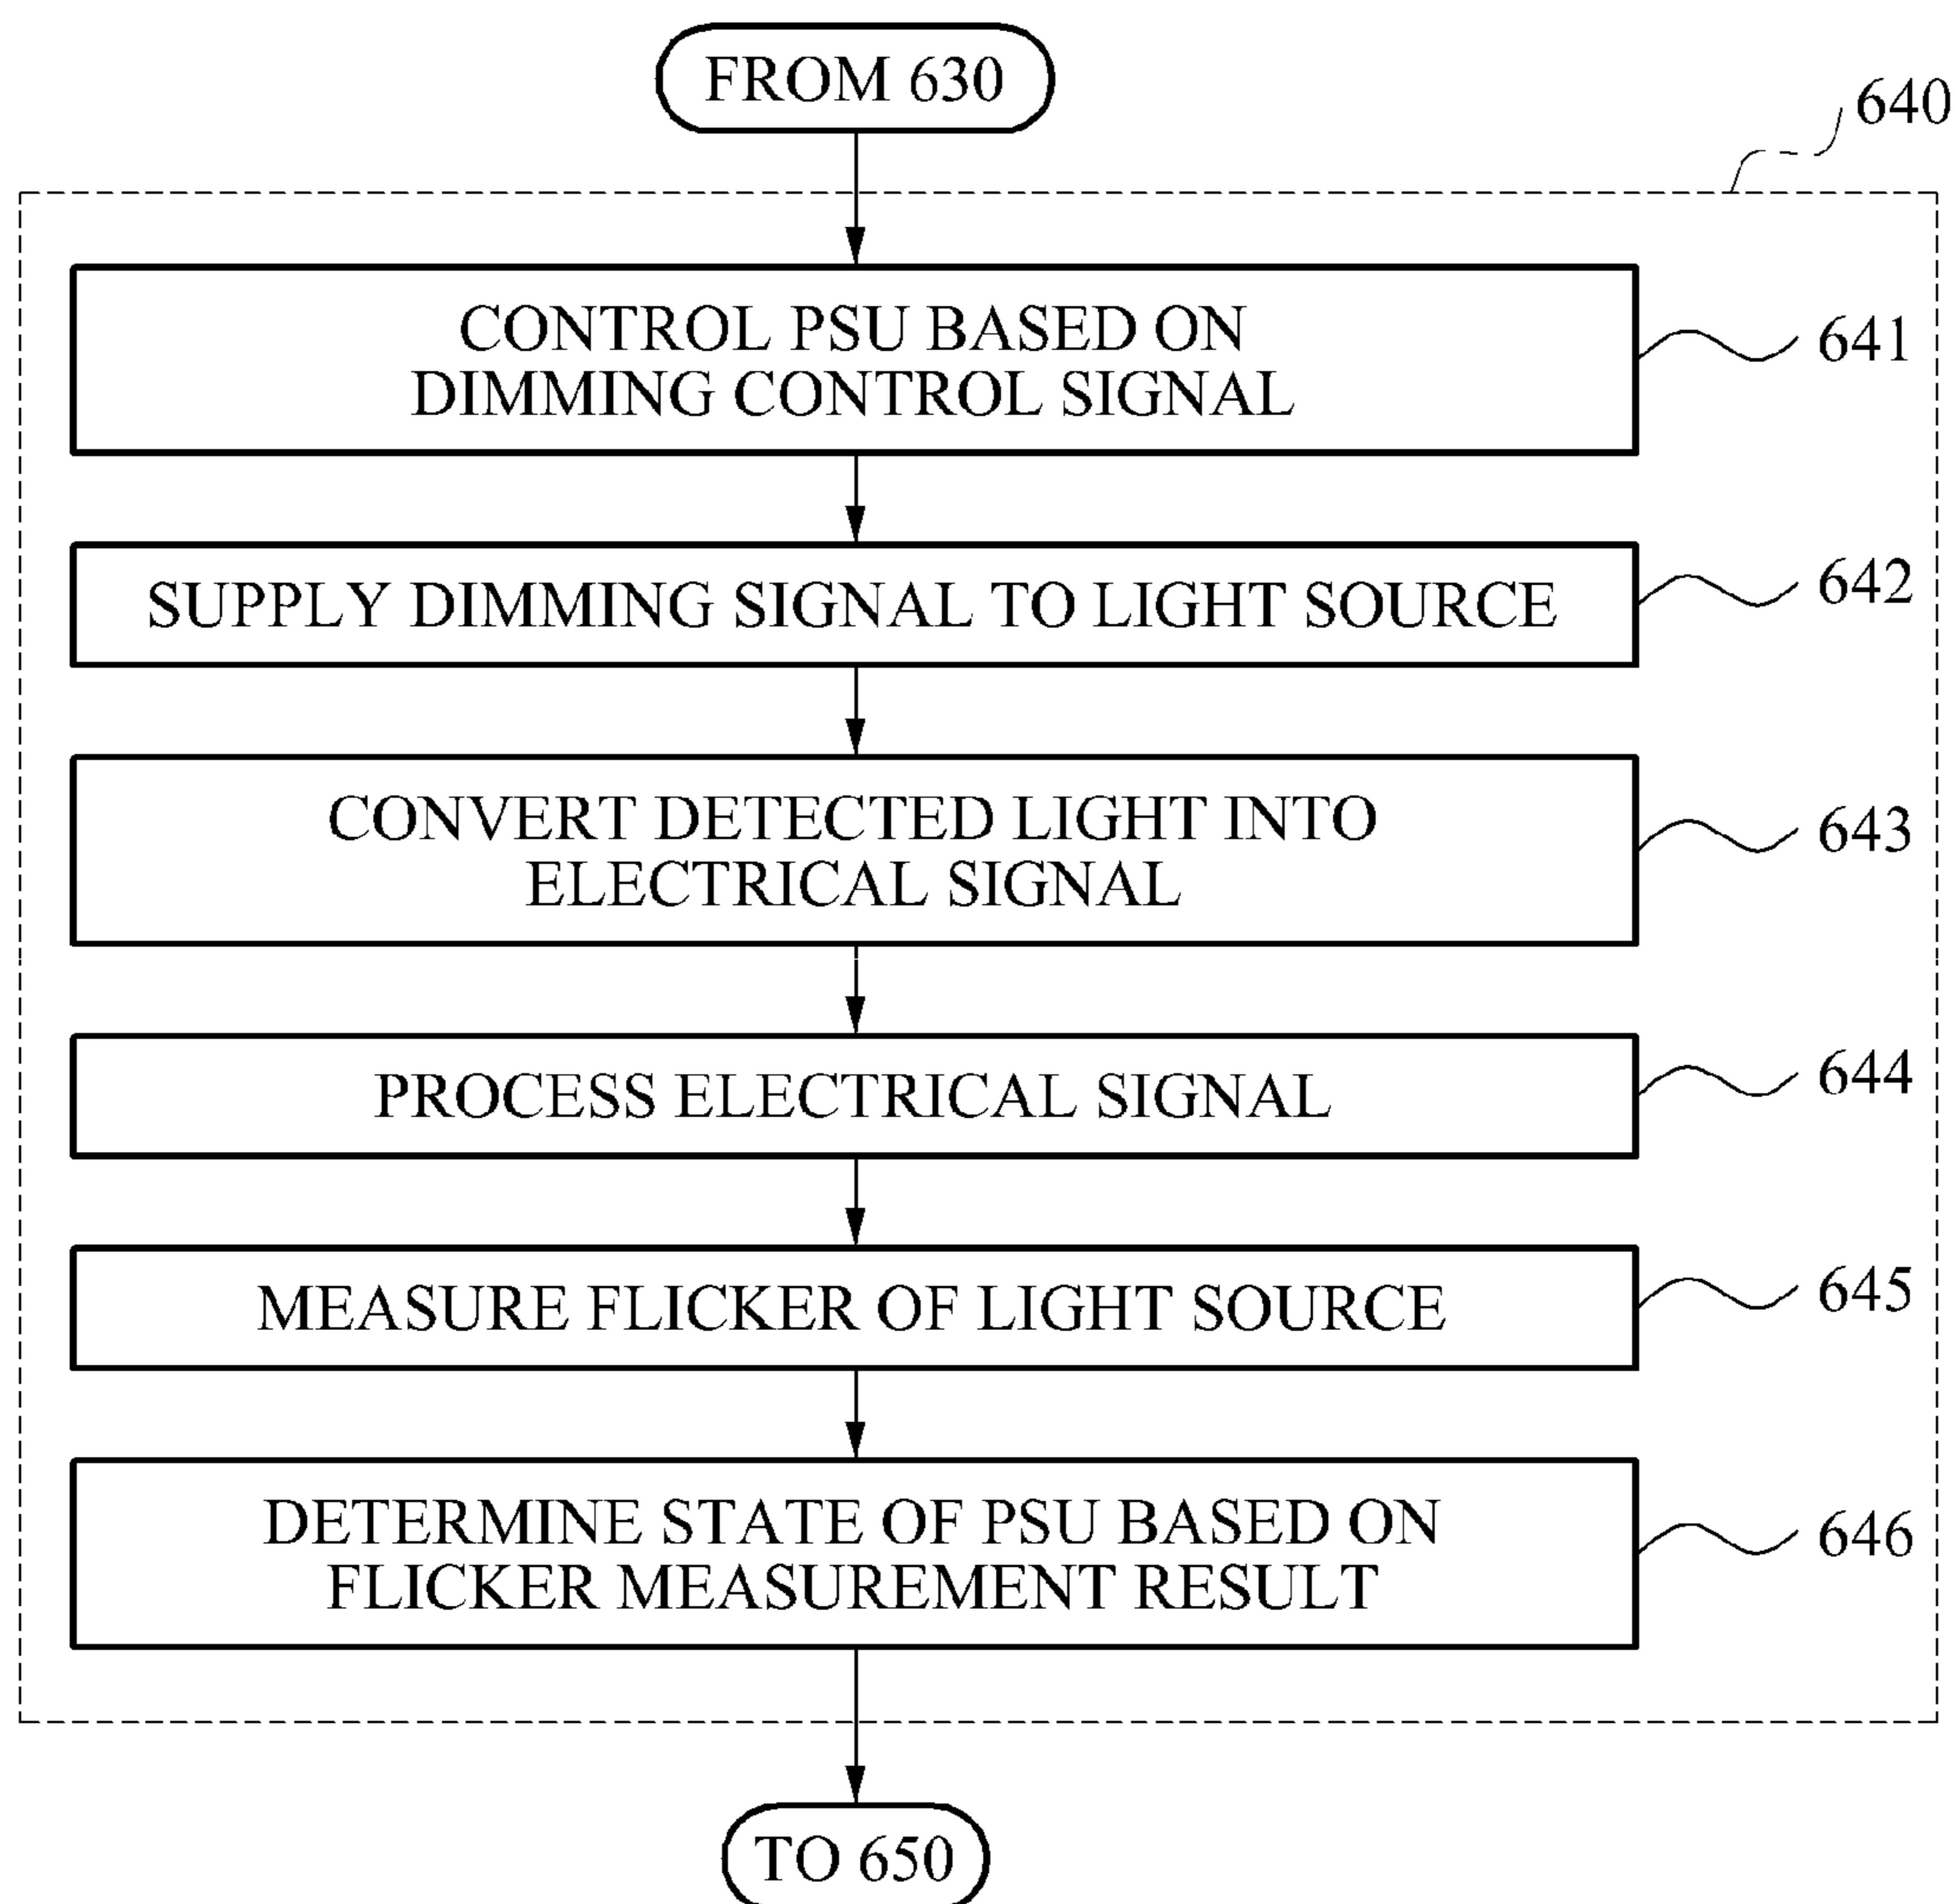 FROM 630
640
CONTROL PSU BASED ON
DIMMING CONTROL SIGNAL
641
SUPPLY DIMMING SIGNAL TO LIGHT SOURCE
642
CONVERT DETECTED LIGHT INTO
ELECTRICAL SIGNAL
643
PROCESS ELECTRICAL SIGNAL
644
MEASURE FLICKER OF LIGHT SOURCE
645
DETERMINE STATE OF PSU BASED ON
FLICKER MEASUREMENT RESULT
646
TO 650